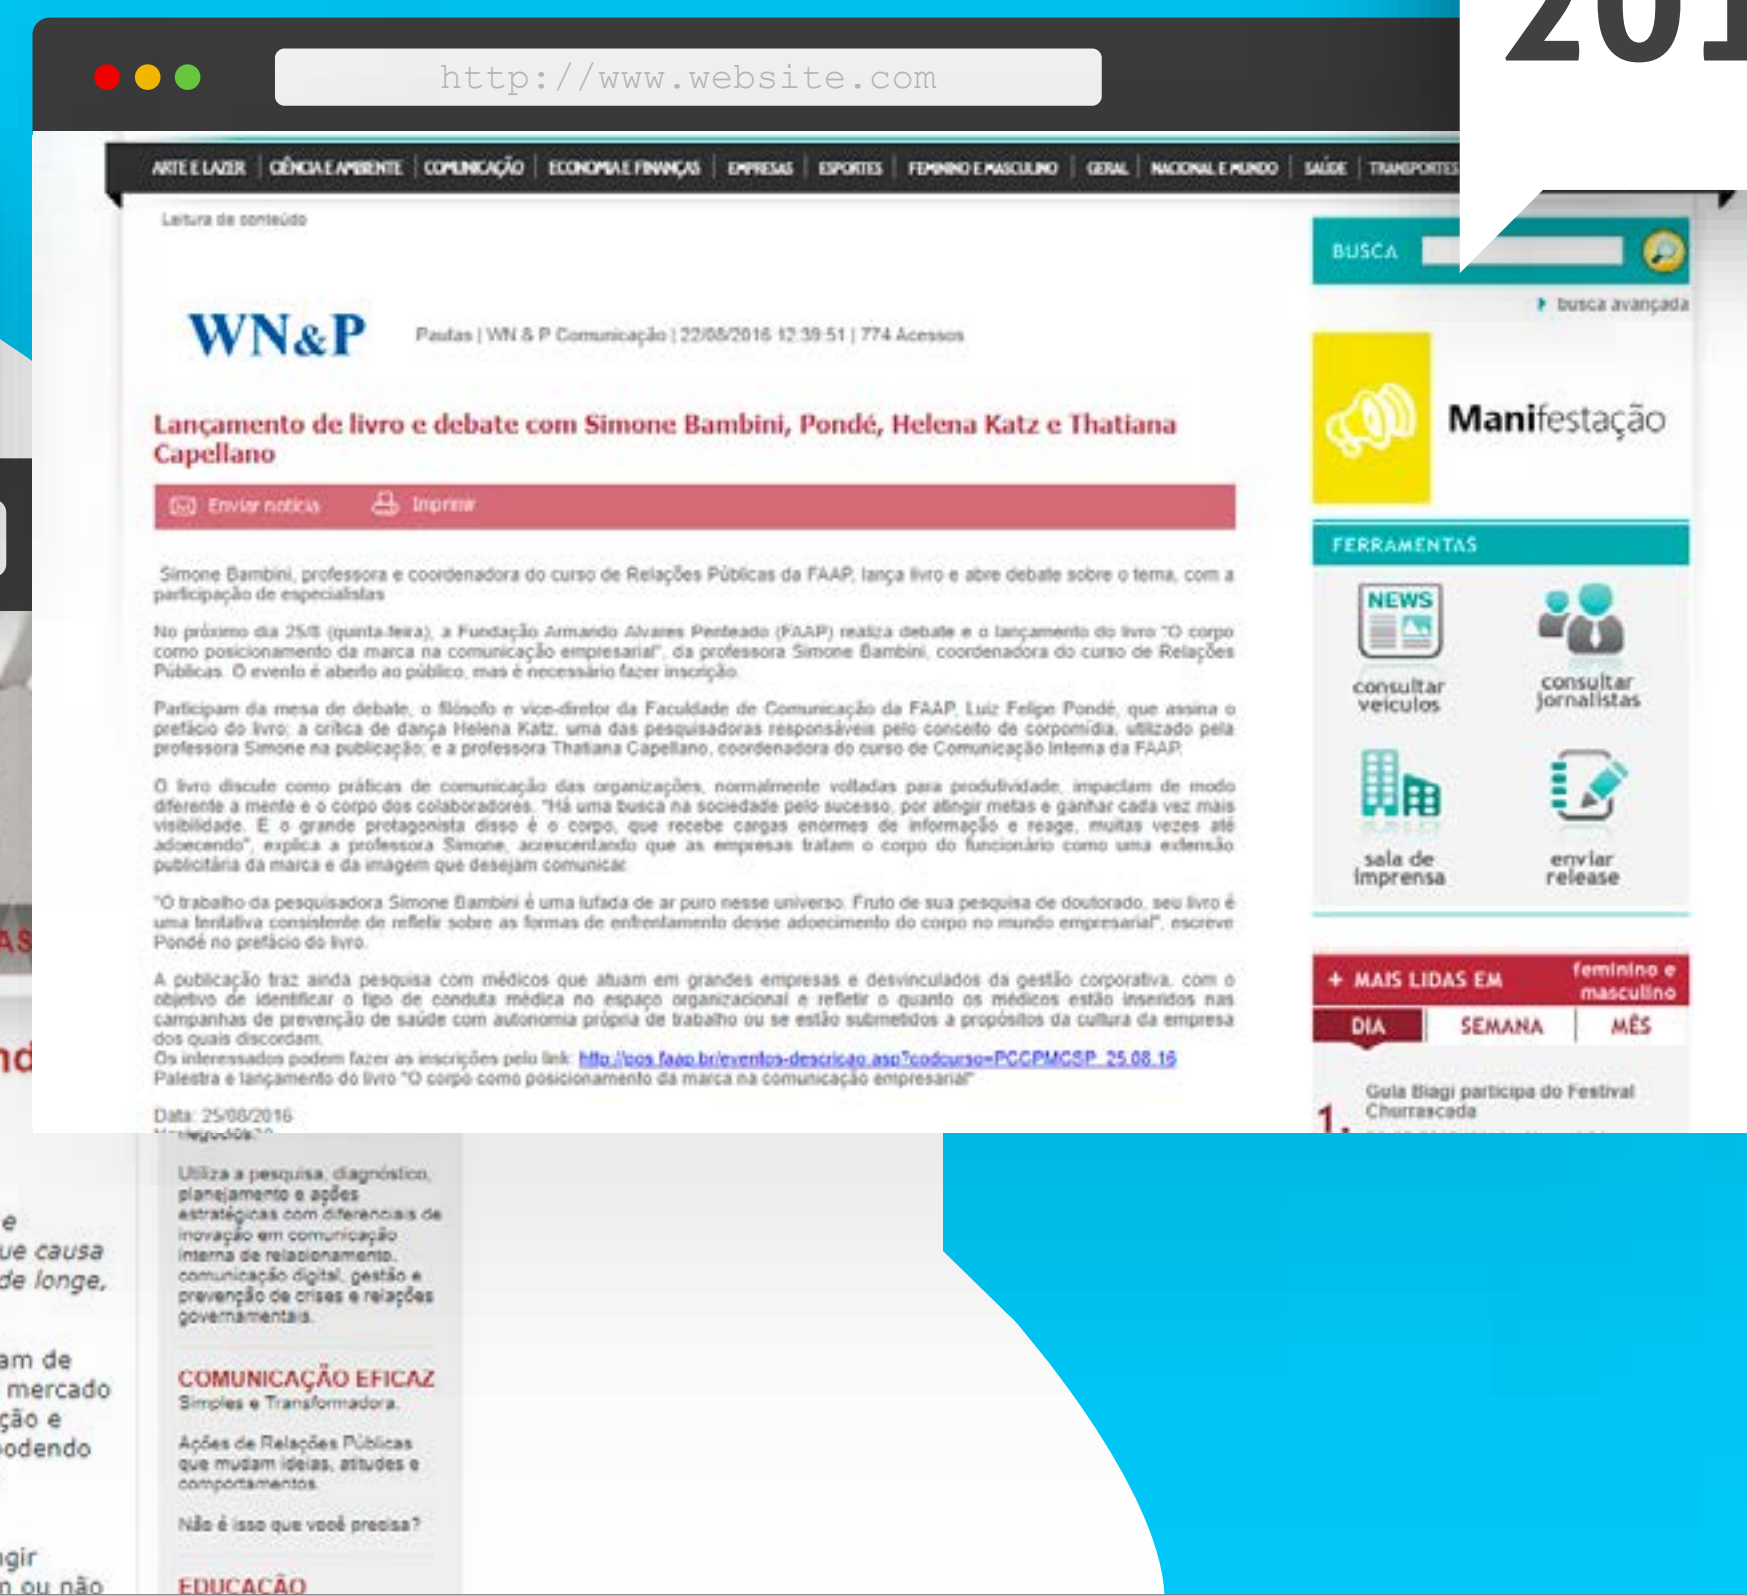 201
http://www.website.com
ARTE E LAZER | CIÊNCIA E AMBIENTE | COMUNICAÇÃO | ECONOMIA E FINANÇAS | EMPRESAS | ESPORTES | FEMININO E MASCULINO | GERAL | NACIONAL E MUNDO | SAÚDE | TRANSPORTES
Leitura de conteúdo
BUSCA
busca avançada
WN&P
Pautas | WN & P Comunicação | 22/08/2016 12:39:51 | 774 Acessos
Lançamento de livro e debate com Simone Bambini, Pondé, Helena Katz e Thatiana
Capellano
Enviar notícia Imprimir
Simone Bambini, professora e coordenadora do curso de Relações Públicas da FAAP, lança livro e abre debate sobre o tema, com a
participação de especialistas
No próximo dia 25/8 (quinta-feira), a Fundação Armando Alvares Penteado (FAAP) realiza debate e o lançamento do livro "O corpo
como posicionamento da marca na comunicação empresarial", da professora Simone Bambini, coordenadora do curso de Relações
Públicas. O evento é aberto ao público, mas é necessário fazer inscrição.
Participam da mesa de debate, o filósofo e vice-diretor da Faculdade de Comunicação da FAAP, Luiz Felipe Pondé, que assina o
prefácio do livro; a crítica de dança Helena Katz, uma das pesquisadoras responsáveis pelo conceito de corpomídia, utilizado pela
professora Simone na publicação; e a professora Thatiana Capellano, coordenadora do curso de Comunicação Interna da FAAP.
O livro discute como práticas de comunicação das organizações, normalmente voltadas para produtividade, impactam de modo
diferente a mente e o corpo dos colaboradores. "Há uma busca na sociedade pelo sucesso, por atingir metas e ganhar cada vez mais
visibilidade. E o grande protagonista disso é o corpo, que recebe cargas enormes de informação e reage, muitas vezes até
adoecendo", explica a professora Simone, acrescentando que as empresas tratam o corpo do funcionário como uma extensão
publicitária da marca e da imagem que desejam comunicar.
"O trabalho da pesquisadora Simone Bambini é uma lufada de ar puro nesse universo. Fruto de sua pesquisa de doutorado, seu livro é
uma tentativa consistente de refletir sobre as formas de enfrentamento desse adoecimento do corpo no mundo empresarial", escreve
Pondé no prefácio do livro.
A publicação traz ainda pesquisa com médicos que atuam em grandes empresas e desvinculados da gestão corporativa, com o
objetivo de identificar o tipo de conduta médica no espaço organizacional e refletir o quanto os médicos estão inseridos nas
campanhas de prevenção de saúde com autonomia própria de trabalho ou se estão submetidos a propósitos da cultura da empresa
dos quais discordam.
Os interessados podem fazer as inscrições pelo link: http://pos.faap.br/eventos-descricao.asp?codcurso=PCCPMCSP_25.08.16
Palestra e lançamento do livro "O corpo como posicionamento da marca na comunicação empresarial"
Data: 25/08/2016
Manifestação
FERRAMENTAS
NEWS
consultar
veículos
consultar
jornalistas
sala de
imprensa
enviar
release
+ MAIS LIDAS EM feminino e
masculino
DIA SEMANA MÊS
1. Gula Biagi participa do Festival
Churrascada
AS
nd
e
ue causa
de longe,
am de
mercado
ção e
podendo
gir
n ou não
negócios?
Utiliza a pesquisa, diagnóstico,
planejamento e ações
estratégicas com diferenciais de
inovação em comunicação
interna de relacionamento,
comunicação digital, gestão e
prevenção de crises e relações
governamentais.
COMUNICAÇÃO EFICAZ
Simples e Transformadora.
Ações de Relações Públicas
que mudam ideias, atitudes e
comportamentos.
Não é isso que você precisa?
EDUCAÇÃO